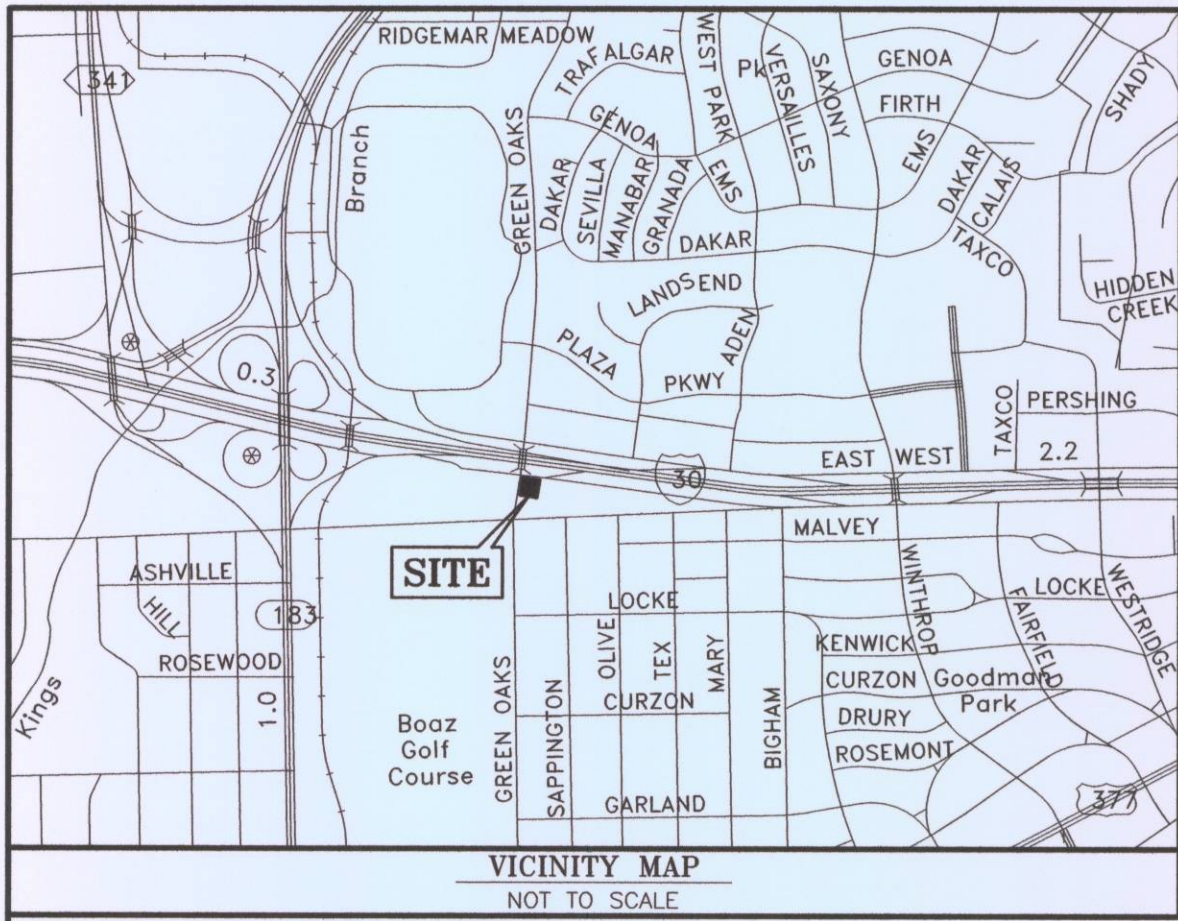 RIDGEMAR MEADOW
341
TRAFALGAR
WEST PARK
Pk
VERSAILLES
SAXONY
GENOA
SHADY
FIRTH
GENOA
Branch
GREEN OAKS
DAKAR
SEVILLA
MANABAR
GRANADA
EMS
EMS
DAKAR
CALAIS
DAKAR
TAXCO
LANDS END
HIDDEN
CREEK
PLAZA
PKWY
ADEN
0.3
TAXCO
PERSHING
EAST WEST
2.2
30
MALVEY
SITE
ASHVILLE
HILL
183
LOCKE
WINTHROP
FAIRFIELD
LOCKE
WESTRIDGE
OLIVE
TEX
MARY
KENWICK
ROSEWOOD
Kings
1.0
CURZON
CURZON
Goodman
Park
Boaz
Golf
Course
GREEN OAKS
SAPPINGTON
BIGHAM
DRURY
ROSEMONT
GARLAND
377
VICINITY MAP
NOT TO SCALE